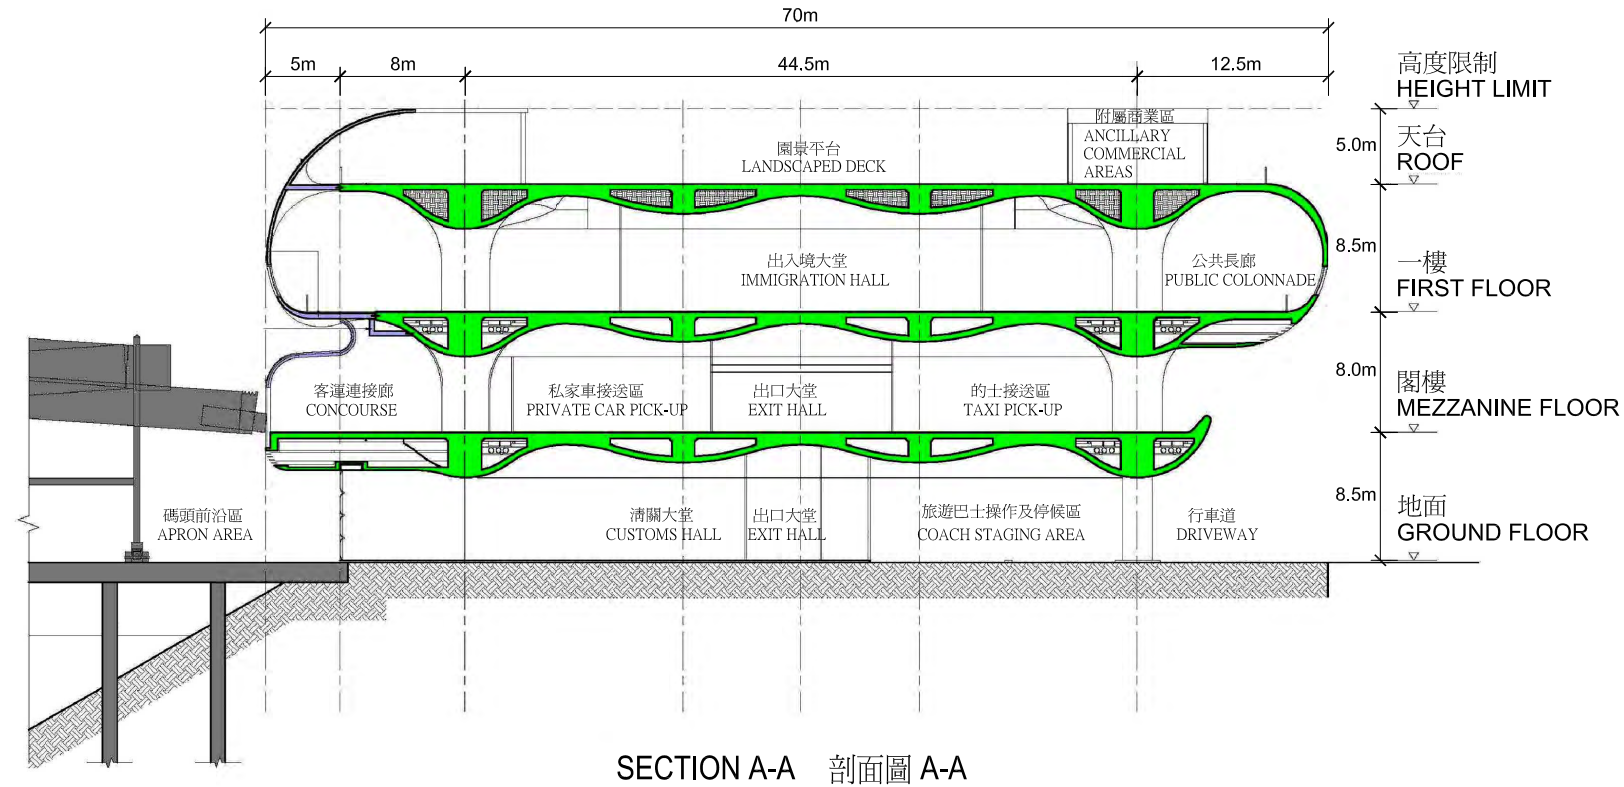 70m
5m
8m
44.5m
12.5m
高度限制
HEIGHT LIMIT
附屬商業區
ANCILLARY
COMMERCIAL
AREAS
園景平台
LANDSCAPED DECK
5.0m
天台
ROOF
出入境大堂
IMMIGRATION HALL
公共長廊
PUBLIC COLONNADE
8.5m
一樓
FIRST FLOOR
客運連接廊
CONCOURSE
私家車接送區
PRIVATE CAR PICK-UP
出口大堂
EXIT HALL
的士接送區
TAXI PICK-UP
8.0m
閣樓
MEZZANINE FLOOR
碼頭前沿區
APRON AREA
清關大堂
CUSTOMS HALL
出口大堂
EXIT HALL
旅遊巴士操作及停候區
COACH STAGING AREA
行車道
DRIVEWAY
8.5m
地面
GROUND FLOOR
SECTION A-A 剖面圖 A-A